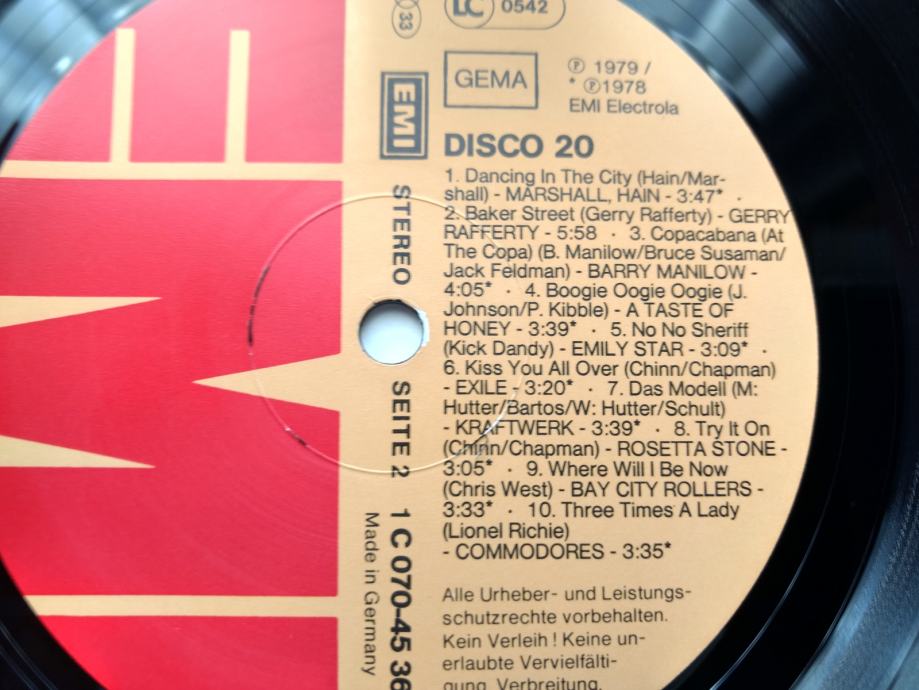 33
LC 0542
GEMA
℗ 1979 /
* ℗1978
EMI Electrola
EMI
DISCO 20
1. Dancing In The City (Hain/Mar-
shall) - MARSHALL, HAIN - 3:47* ·
2. Baker Street (Gerry Rafferty) - GERRY
RAFFERTY - 5:58 · 3. Copacabana (At
The Copa) (B. Manilow/Bruce Susaman/
Jack Feldman) - BARRY MANILOW -
4:05* · 4. Boogie Oogie Oogie (J.
Johnson/P. Kibble) - A TASTE OF
HONEY - 3:39* · 5. No No Sheriff
(Kick Dandy) - EMILY STAR - 3:09* ·
6. Kiss You All Over (Chinn/Chapman)
- EXILE - 3:20* · 7. Das Modell (M:
Hutter/Bartos/W: Hutter/Schult)
- KRAFTWERK - 3:39* · 8. Try It On
(Chinn/Chapman) - ROSETTA STONE -
3:05* · 9. Where Will I Be Now
(Chris West) - BAY CITY ROLLERS -
3:33* · 10. Three Times A Lady
(Lionel Richie)
- COMMODORES - 3:35*
Alle Urheber- und Leistungs-
schutzrechte vorbehalten.
Kein Verleih! Keine un-
erlaubte Vervielfälti-
gung, Verbreitung,
STEREO SEITE 2 1 C 070-45 36
Made in Germany
EMI